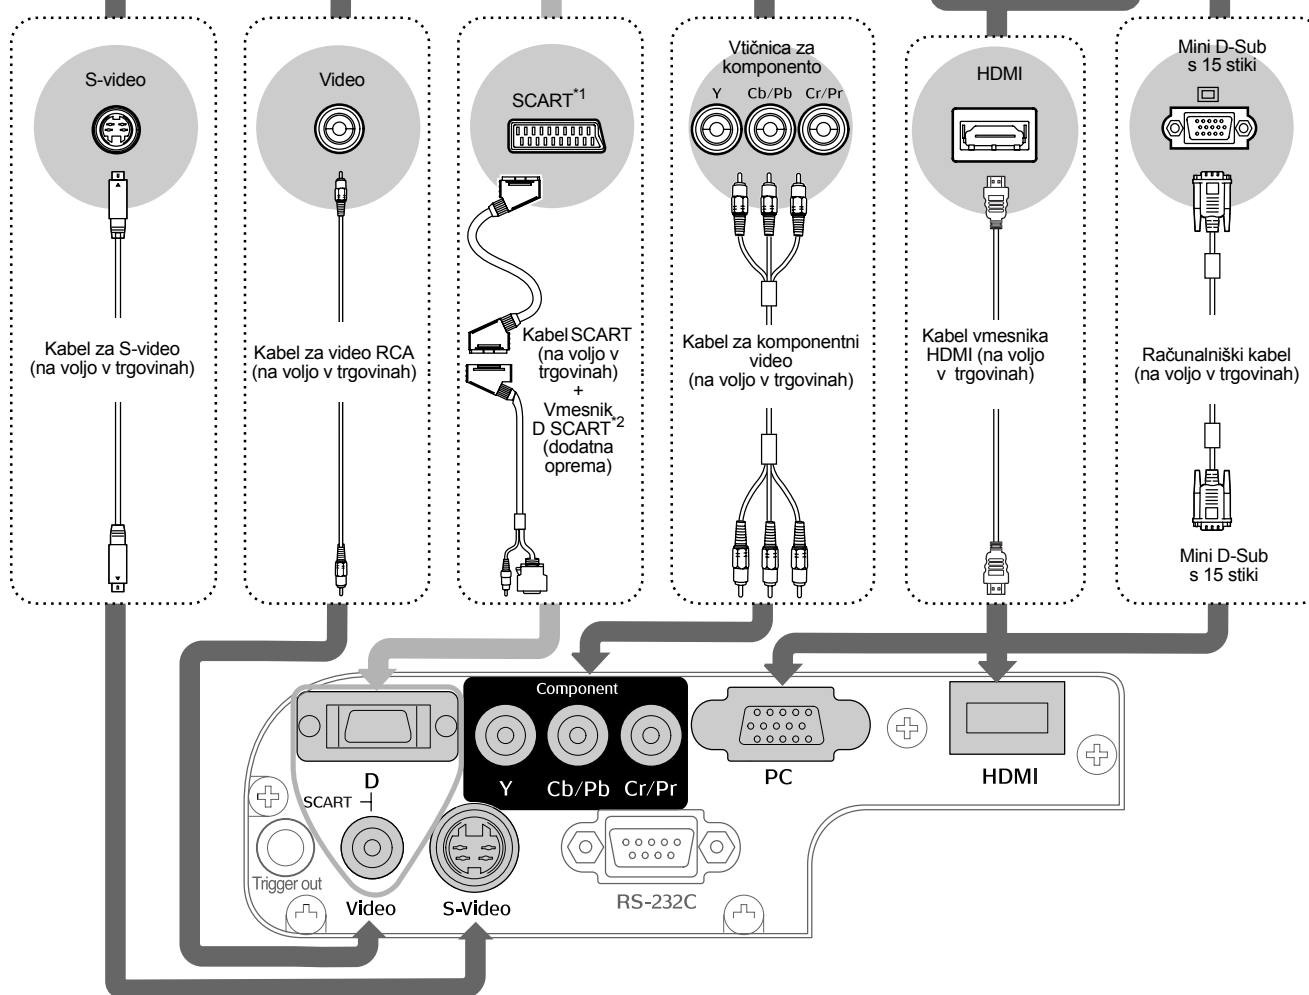 S-video
Video
SCART*1
Vtičnica za
komponento
Y Cb/Pb Cr/Pr
HDMI
Mini D-Sub
s 15 stiki
Kabel za S-video
(na voljo v trgovinah)
Kabel za video RCA
(na voljo v trgovinah)
Kabel SCART
(na voljo v
trgovinah)
+
Vmesnik
D SCART*2
(dodatna
oprema)
Kabel za komponentni
video
(na voljo v trgovinah)
Kabel vmesnika
HDMI (na voljo
v trgovinah)
Računalniški kabel
(na voljo v trgovinah)
Mini D-Sub
s 15 stiki
Component
Y Cb/Pb Cr/Pr
PC
HDMI
D
SCART
Trigger out
Video
S-Video
RS-232C